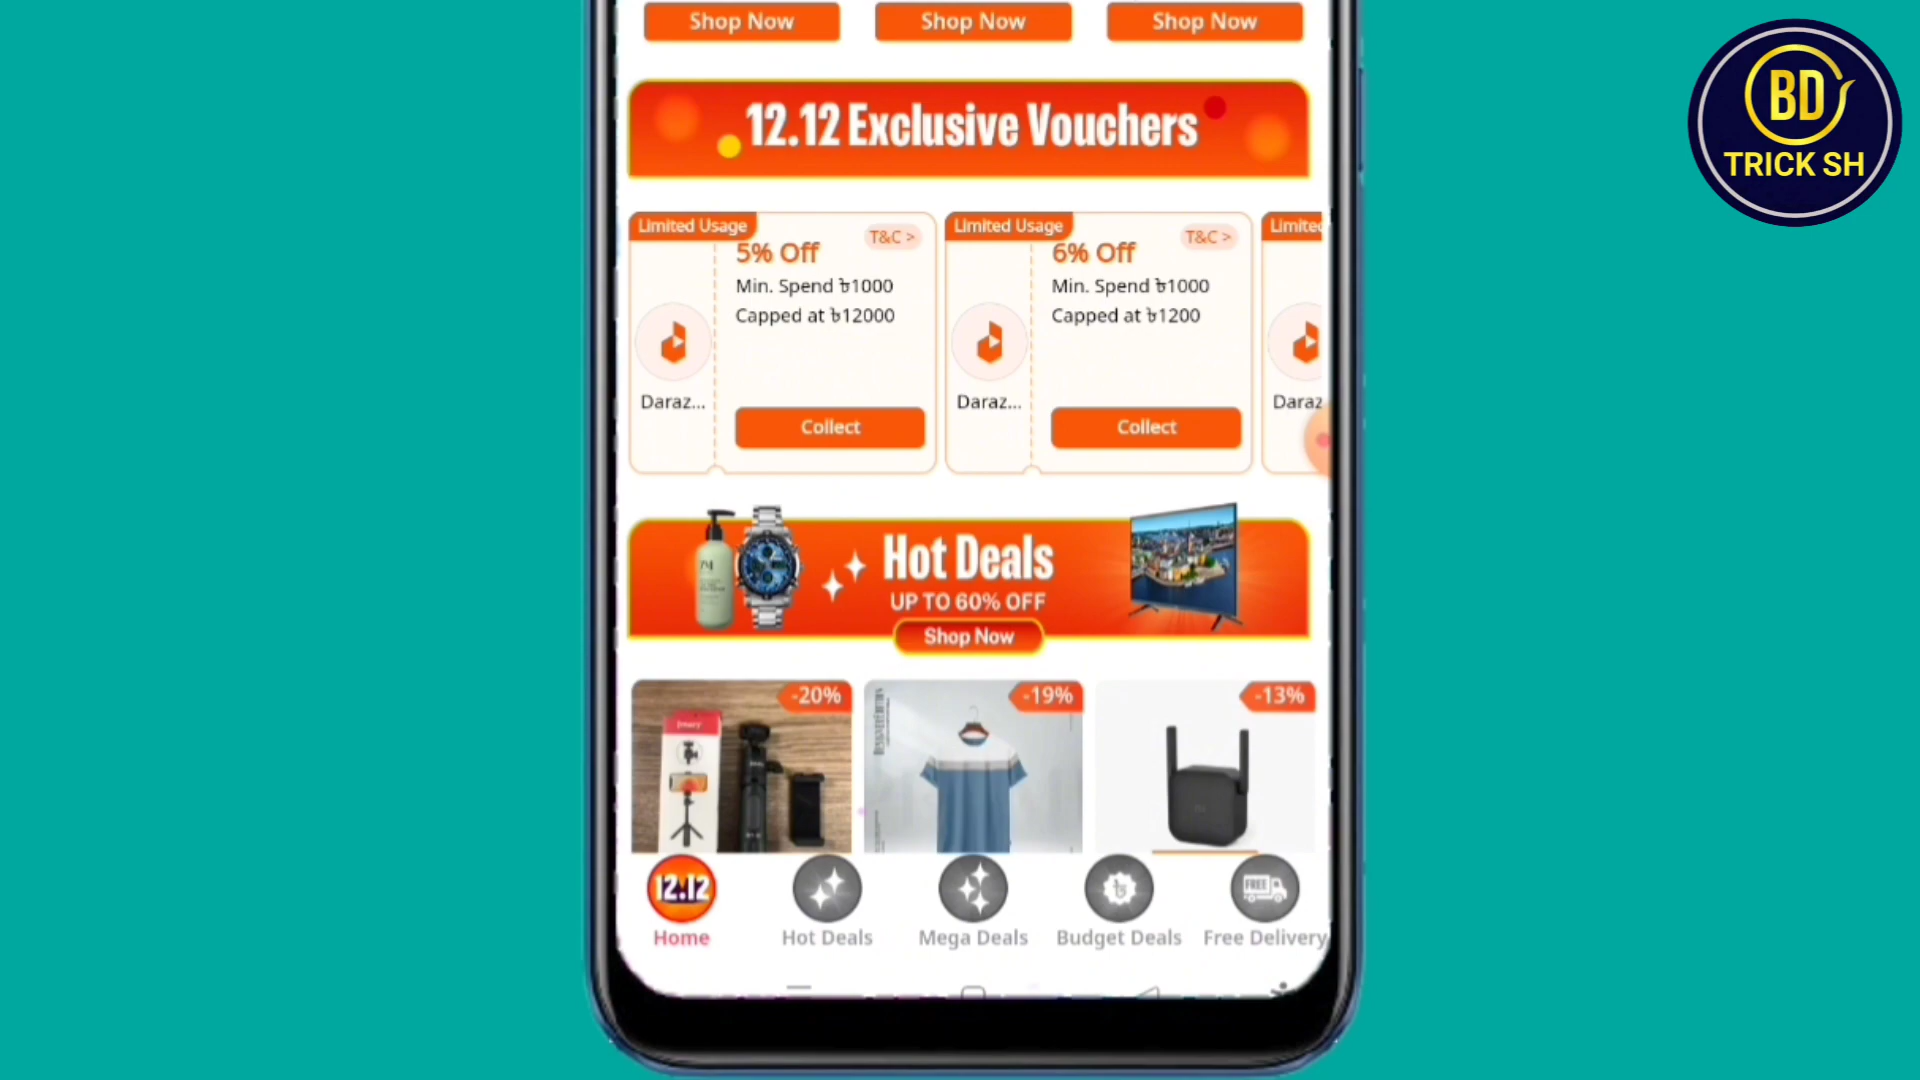 Shop Now
Shop Now
Shop Now
BD
TRICK SH
12.12 Exclusive Vouchers
Limited Usage
T&C >
5% Off
Min. Spend ৳1000
Capped at ৳12000
Daraz...
Collect
Limited Usage
T&C >
6% Off
Min. Spend ৳1000
Capped at ৳1200
Daraz...
Collect
Limited
Daraz
Hot Deals
UP TO 60% OFF
Shop Now
-20%
-19%
-13%
12.12
FREE
Home
Hot Deals
Mega Deals
Budget Deals
Free Delivery